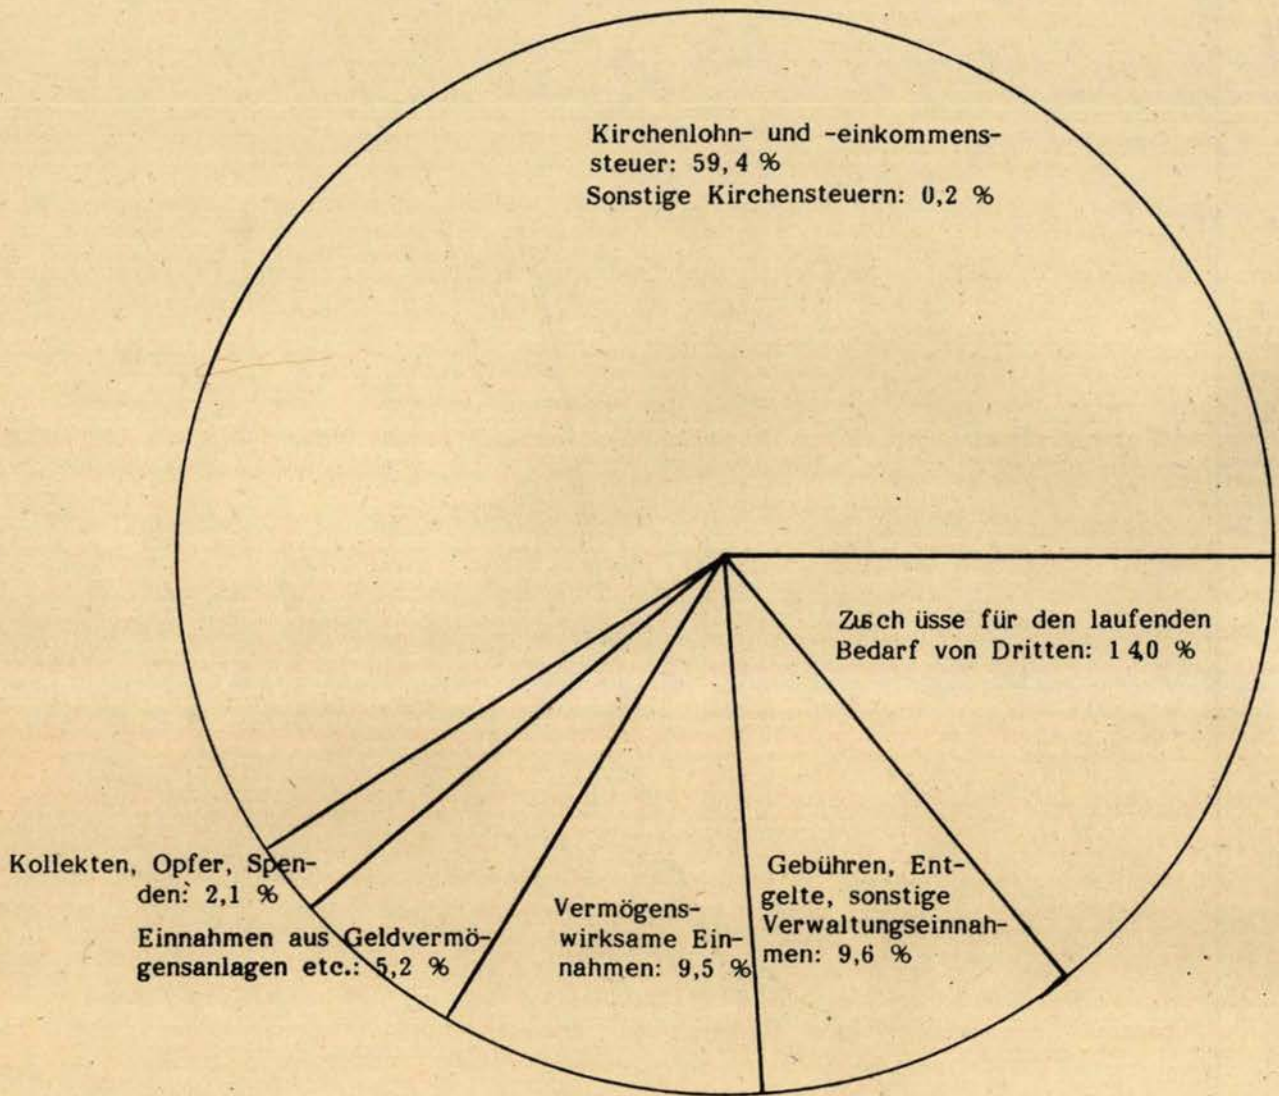 Kirchenlohn- und -einkommens-
steuer: 59,4 %
Sonstige Kirchensteuern: 0,2 %
Zusch üsse für den laufenden
Bedarf von Dritten: 14,0 %
Gebühren, Ent-
gelte, sonstige
Verwaltungseinnah-
men: 9,6 %
Vermögens-
wirksame Ein-
nahmen: 9,5 %
Einnahmen aus Geldvermö-
gensanlagen etc.: 5,2 %
Kollekten, Opfer, Spen-
den: 2,1 %